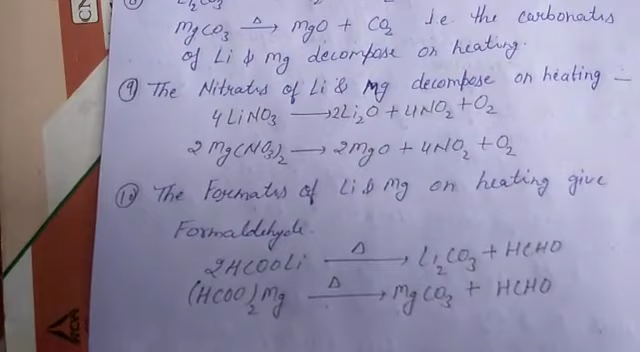 MgCO₃ —Δ→ MgO + CO₂ i.e. the carbonates
of Li & Mg decompose on heating.
⑨ The Nitrates of Li & Mg decompose on heating –
4LiNO₃ → 2Li₂O + 4NO₂ + O₂
2Mg(NO₃)₂ → 2MgO + 4NO₂ + O₂
⑩ The Formates of Li & Mg on heating give
Formaldehyde.
2HCOOLi —Δ→ Li₂CO₃ + HCHO
(HCOO)₂Mg —Δ→ MgCO₃ + HCHO